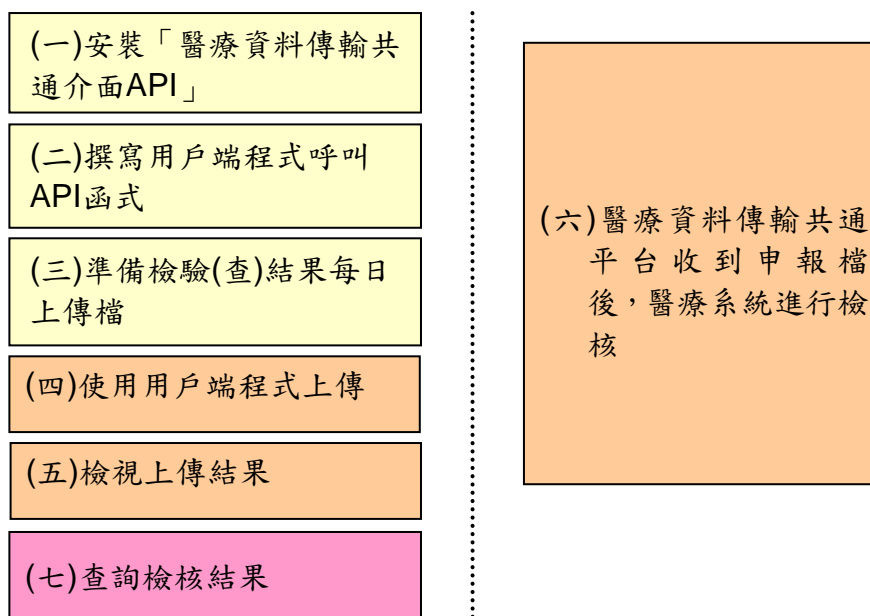 (一)安裝「醫療資料傳輸共
通介面API」
(二)撰寫用戶端程式呼叫
API函式
(三)準備檢驗(查)結果每日
上傳檔
(四)使用用戶端程式上傳
(五)檢視上傳結果
(七)查詢檢核結果
(六)醫療資料傳輸共通
平台收到申報檔
後，醫療系統進行檢
核